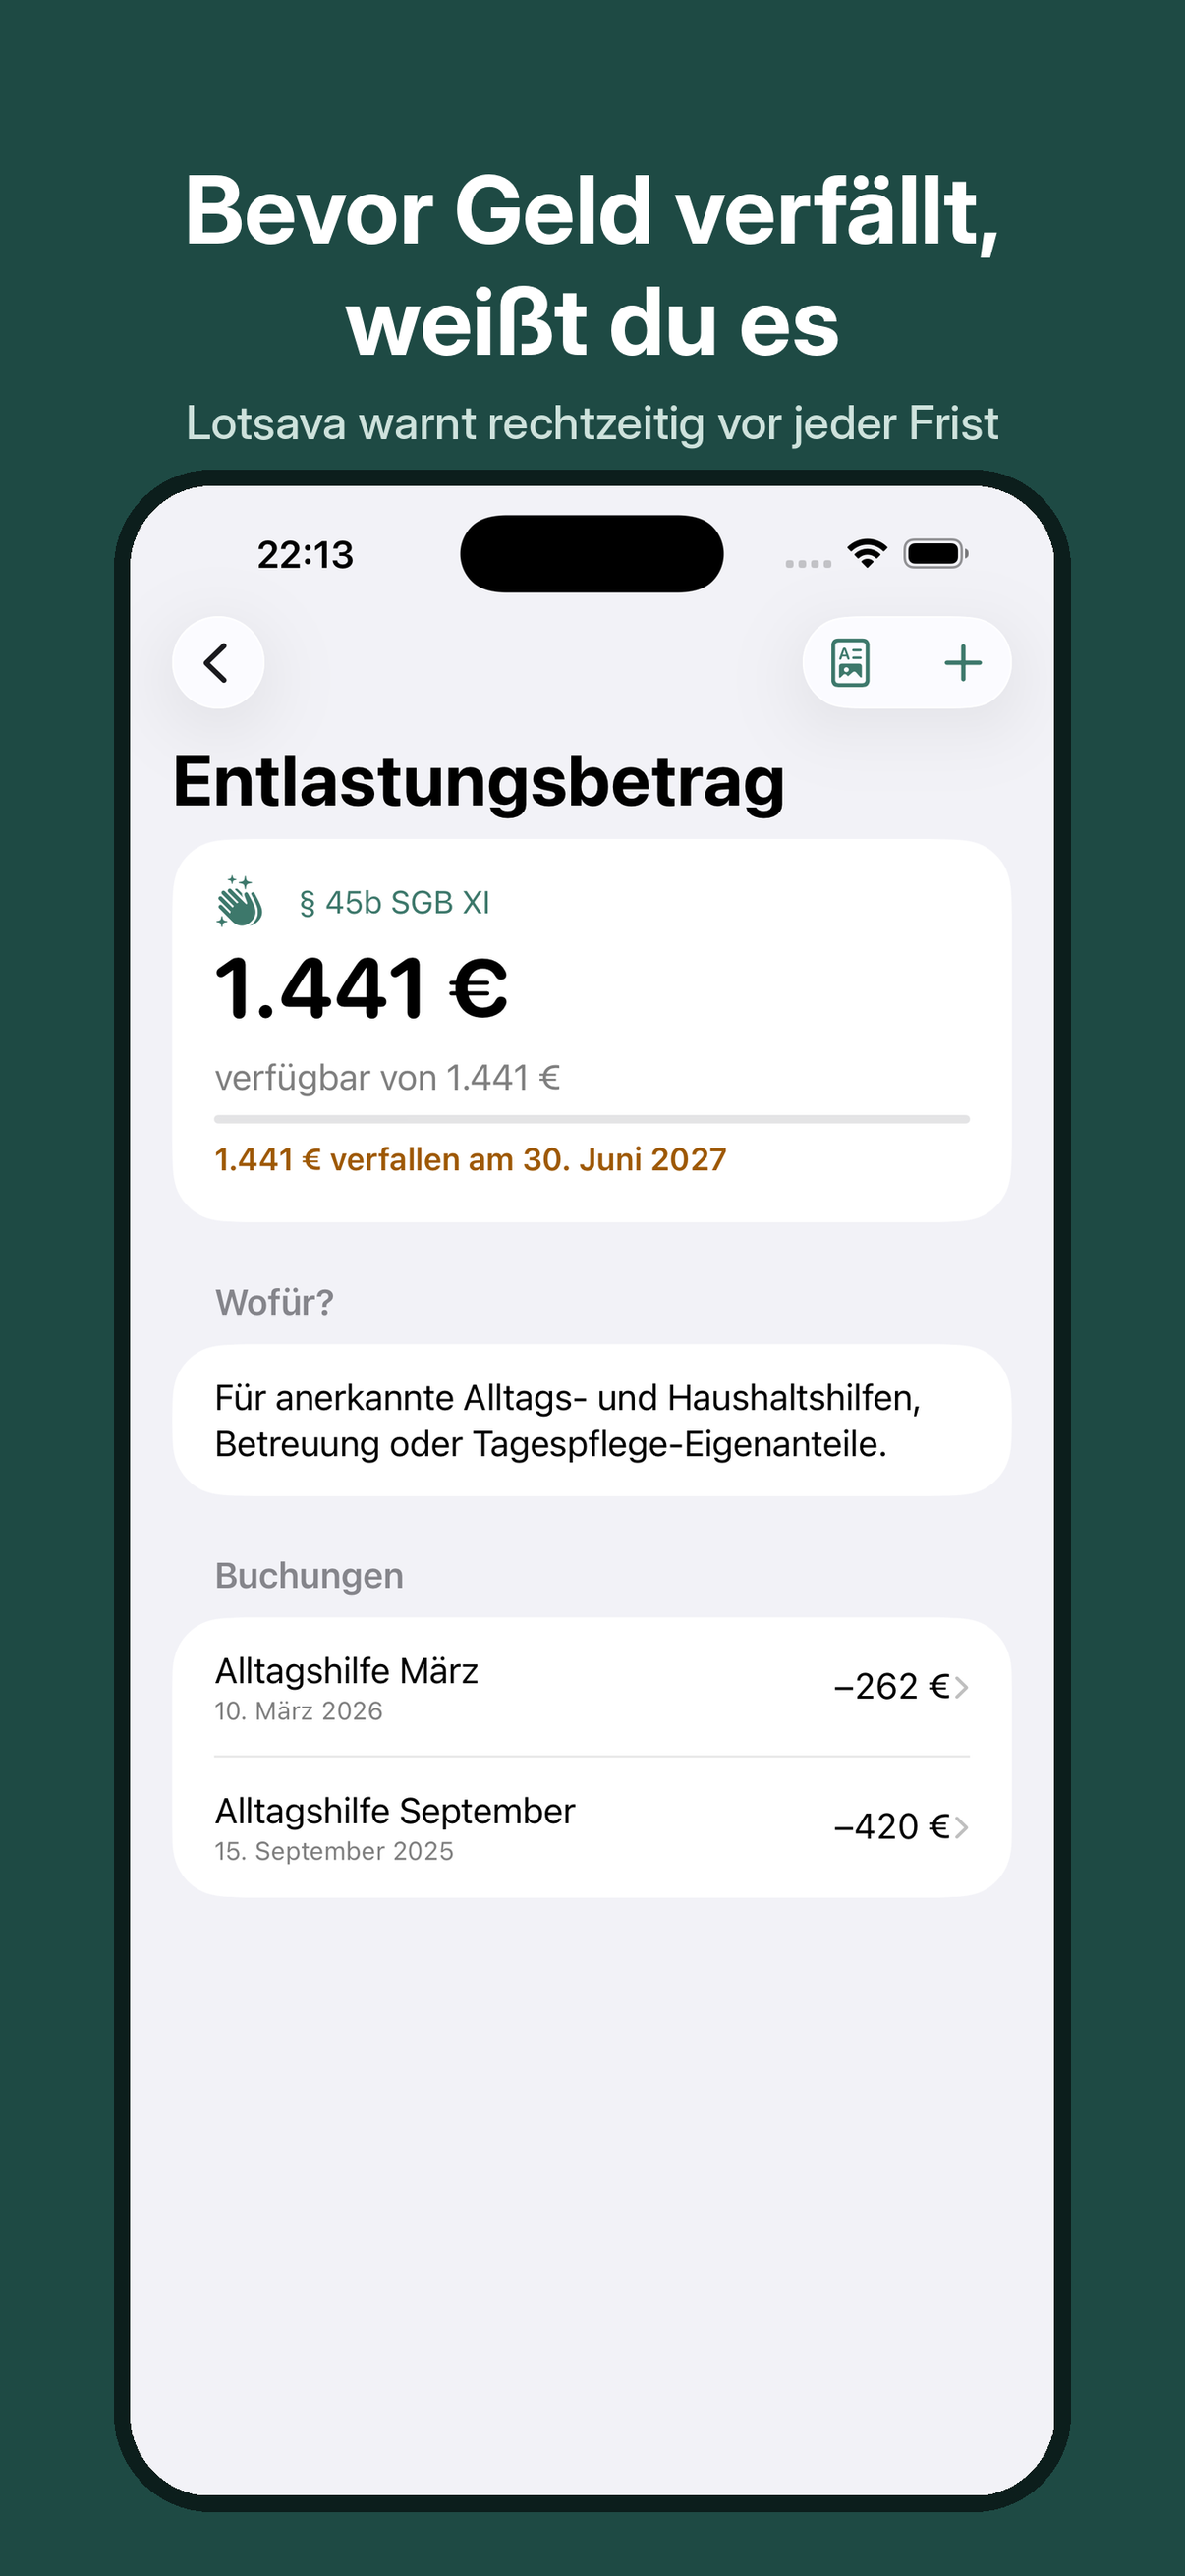 Bevor Geld verfällt,
weißt du es
Lotsava warnt rechtzeitig vor jeder Frist
22:13
Entlastungsbetrag
§ 45b SGB XI
1.441 €
verfügbar von 1.441 €
1.441 € verfallen am 30. Juni 2027
Wofür?
Für anerkannte Alltags- und Haushaltshilfen,
Betreuung oder Tagespflege-Eigenanteile.
Buchungen
Alltagshilfe März
–262 €
10. März 2026
Alltagshilfe September
–420 €
15. September 2025